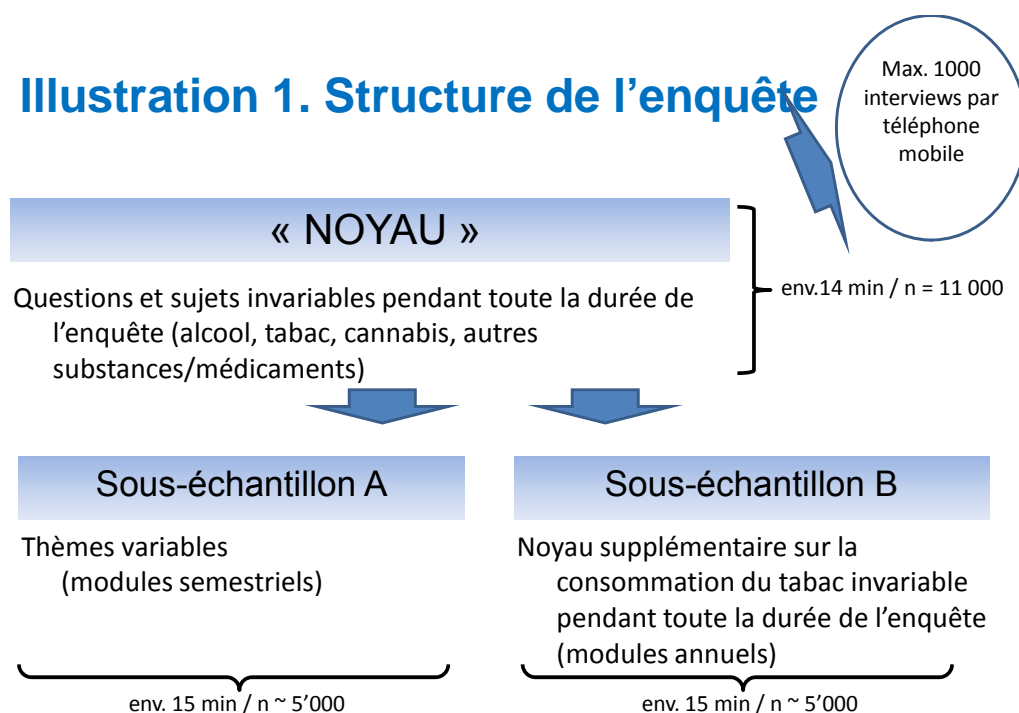 Illustration 1. Structure de l’enquête
Max. 1000
interviews par
téléphone
mobile
« NOYAU »
Questions et sujets invariables pendant toute la durée de
l’enquête (alcool, tabac, cannabis, autres
substances/médicaments)
env.14 min / n = 11 000
Sous-échantillon A
Thèmes variables
(modules semestriels)
env. 15 min / n ~ 5’000
Sous-échantillon B
Noyau supplémentaire sur la
consommation du tabac invariable
pendant toute la durée de l’enquête
(modules annuels)
env. 15 min / n ~ 5’000